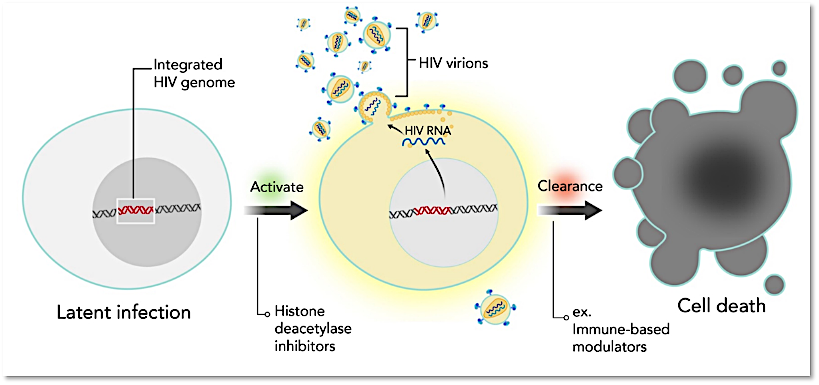 Integrated
HIV genome
HIV virions
HIV RNA
Activate
Clearance
Latent infection
Histone
deacetylase
inhibitors
ex.
Immune-based
modulators
Cell death